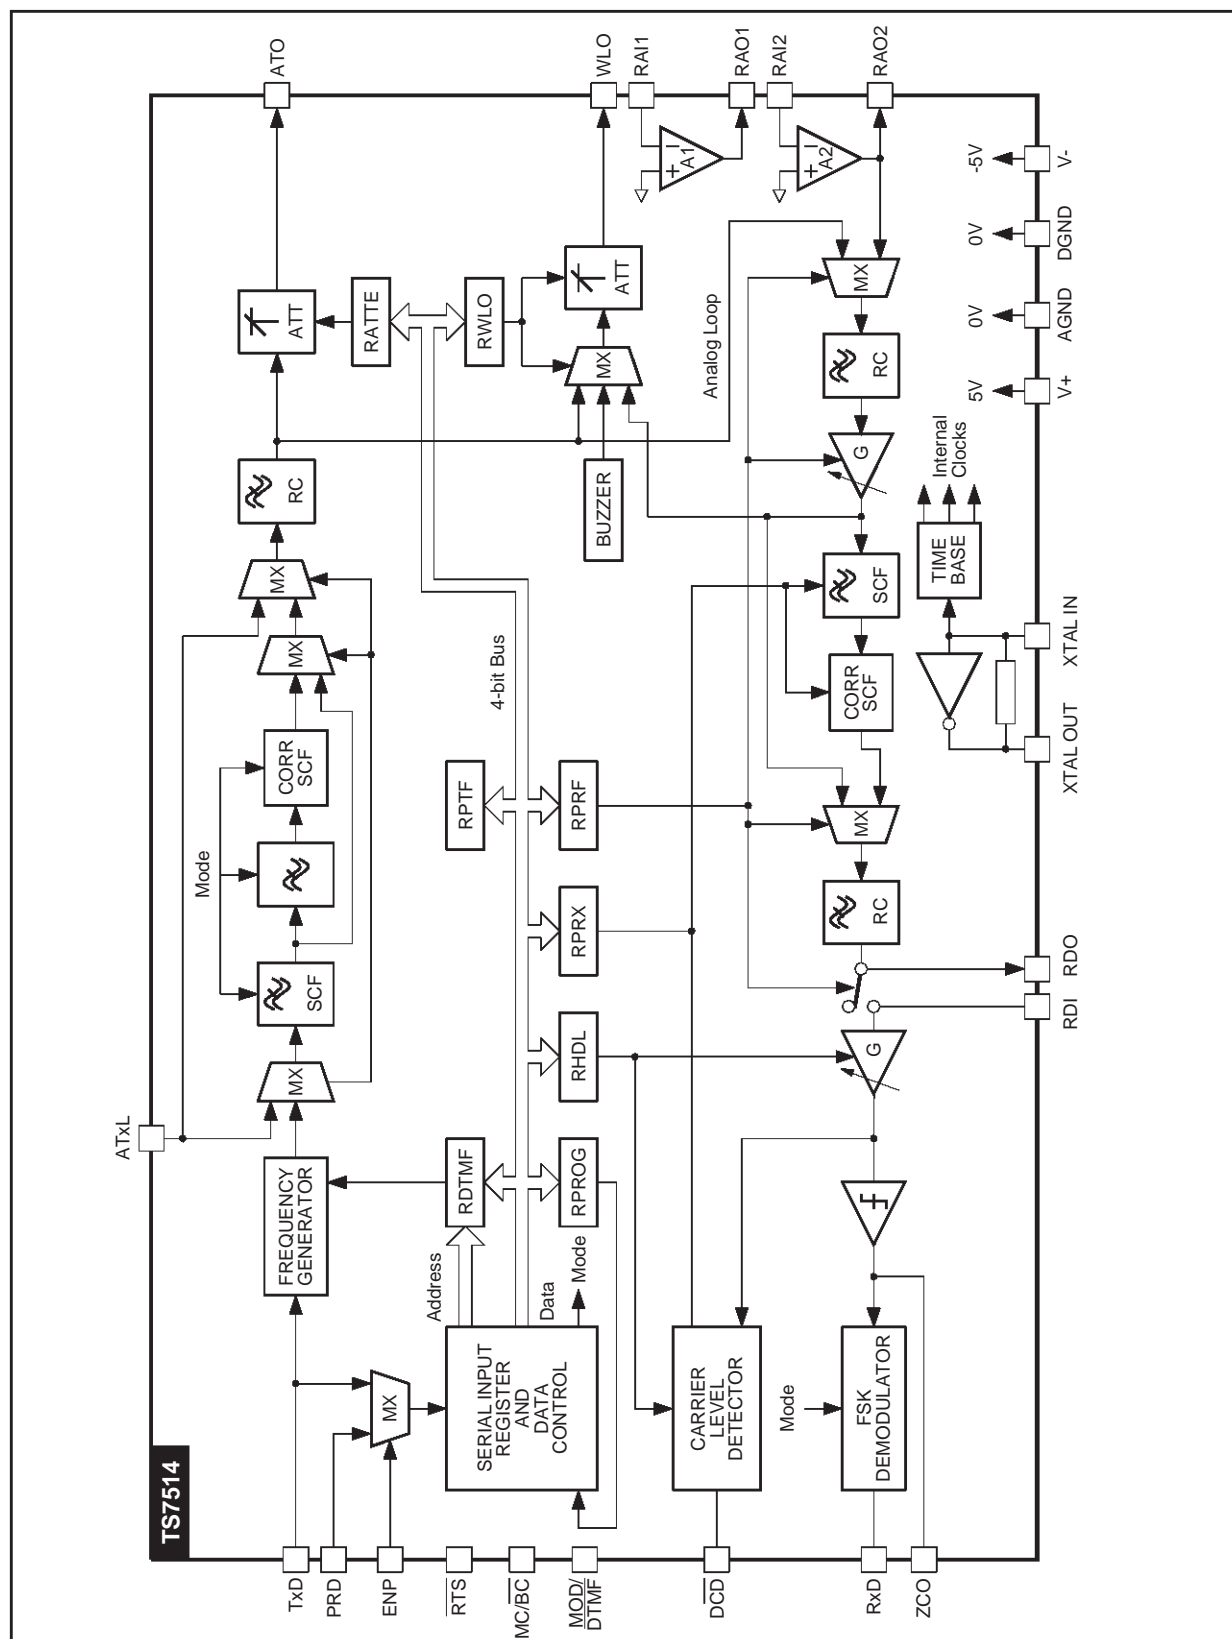 TS7514
ATxL
TxD
PRD
ENP
RTS
MC/BC
MOD/
DTMF
DCD
RxD
ZCO
MX
FREQUENCY
GENERATOR
MX
SCF
Mode
CORR
SCF
MX
MX
RC
ATT
ATO
SERIAL INPUT
REGISTER
AND
DATA
CONTROL
Address
Data
Mode
RDTMF
RPROG
RHDL
RPRX
RPTF
RPRF
4-bit Bus
RATTE
RWLO
BUZZER
MX
ATT
WLO
RAI1
A1
+
−
RAO1
RAI2
A2
+
−
RAO2
Analog Loop
MX
RC
G
SCF
CORR
SCF
MX
RC
G
CARRIER
LEVEL
DETECTOR
Mode
FSK
DEMODULATOR
RDI
RDO
XTAL OUT
XTAL IN
TIME
BASE
Internal
Clocks
5V
V+
0V
AGND
0V
DGND
-5V
V-